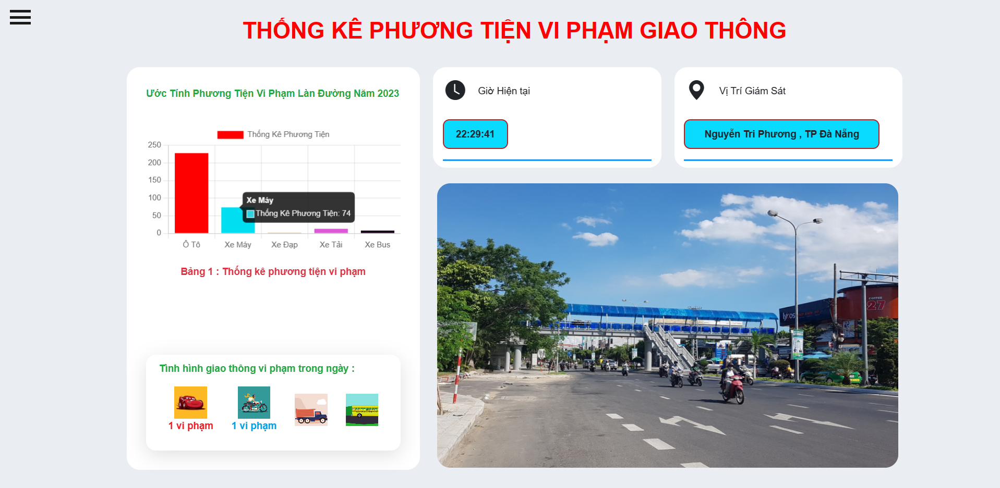 THỐNG KÊ PHƯƠNG TIỆN VI PHẠM GIAO THÔNG
Ước Tính Phương Tiện Vi Phạm Làn Đường Năm 2023
Thống Kê Phương Tiện
250
200
150
100
50
0
Xe Máy
Thống Kê Phương Tiện: 74
Ô Tô Xe Máy Xe Đạp Xe Tải Xe Bus
Bảng 1 : Thống kê phương tiện vi phạm
Tình hình giao thông vi phạm trong ngày :
1 vi phạm 1 vi phạm
Giờ Hiện tại
22:29:41
Vị Trí Giám Sát
Nguyễn Tri Phương , TP Đà Nẵng
COFFEE
27